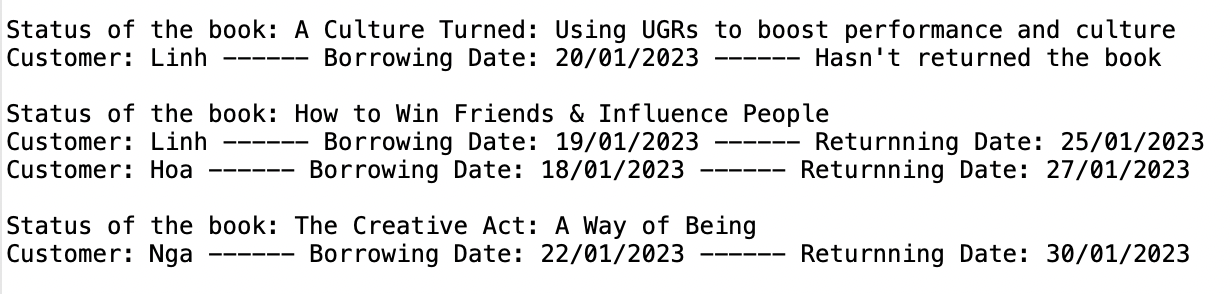 Status of the book: A Culture Turned: Using UGRs to boost performance and culture
Customer: Linh ------ Borrowing Date: 20/01/2023 ------ Hasn't returned the book
Status of the book: How to Win Friends & Influence People
Customer: Linh ------ Borrowing Date: 19/01/2023 ------ Returnning Date: 25/01/2023
Customer: Hoa ------ Borrowing Date: 18/01/2023 ------ Returnning Date: 27/01/2023
Status of the book: The Creative Act: A Way of Being
Customer: Nga ------ Borrowing Date: 22/01/2023 ------ Returnning Date: 30/01/2023